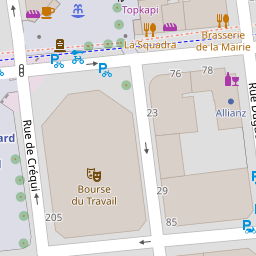 Topkapi
Brasserie
de la Mairie
La Squadra
76
78
23
Allianz
Rue de Créqui
Bourse
du Travail
29
205
85